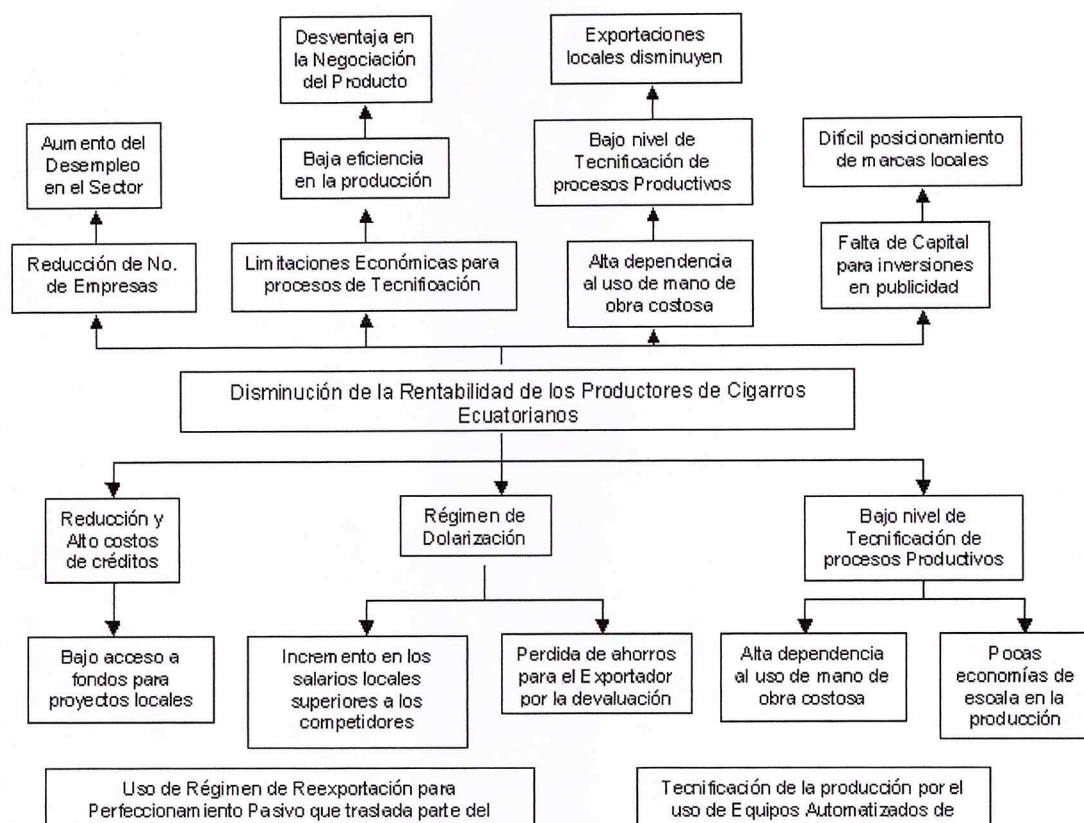 Desventaja en
la Negociación
del Producto
Exportaciones
locales disminuyen
Aumento del
Desempleo
en el Sector
Baja eficiencia
en la producción
Bajo nivel de
Tecnificación de
procesos Productivos
Difícil posicionamiento
de marcas locales
Reducción de No.
de Empresas
Limitaciones Económicas para
procesos de Tecnificación
Alta dependencia
al uso de mano de
obra costosa
Falta de Capital
para inversiones
en publicidad
Disminución de la Rentabilidad de los Productores de Cigarros
Ecuatorianos
Reducción y
Alto costos
de créditos
Régimen de
Dolarización
Bajo nivel de
Tecnificación de
procesos Productivos
Bajo acceso a
fondos para
proyectos locales
Incremento en los
salarios locales
superiores a los
competidores
Perdida de ahorros
para el Exportador
por la devaluación
Alta dependencia
al uso de mano de
obra costosa
Pocas
economías de
escala en la
producción
Uso de Régimen de Reexportación para
Perfeccionamiento Pasivo que traslada parte del
Tecnificación de la producción por el
uso de Equipos Automatizados de